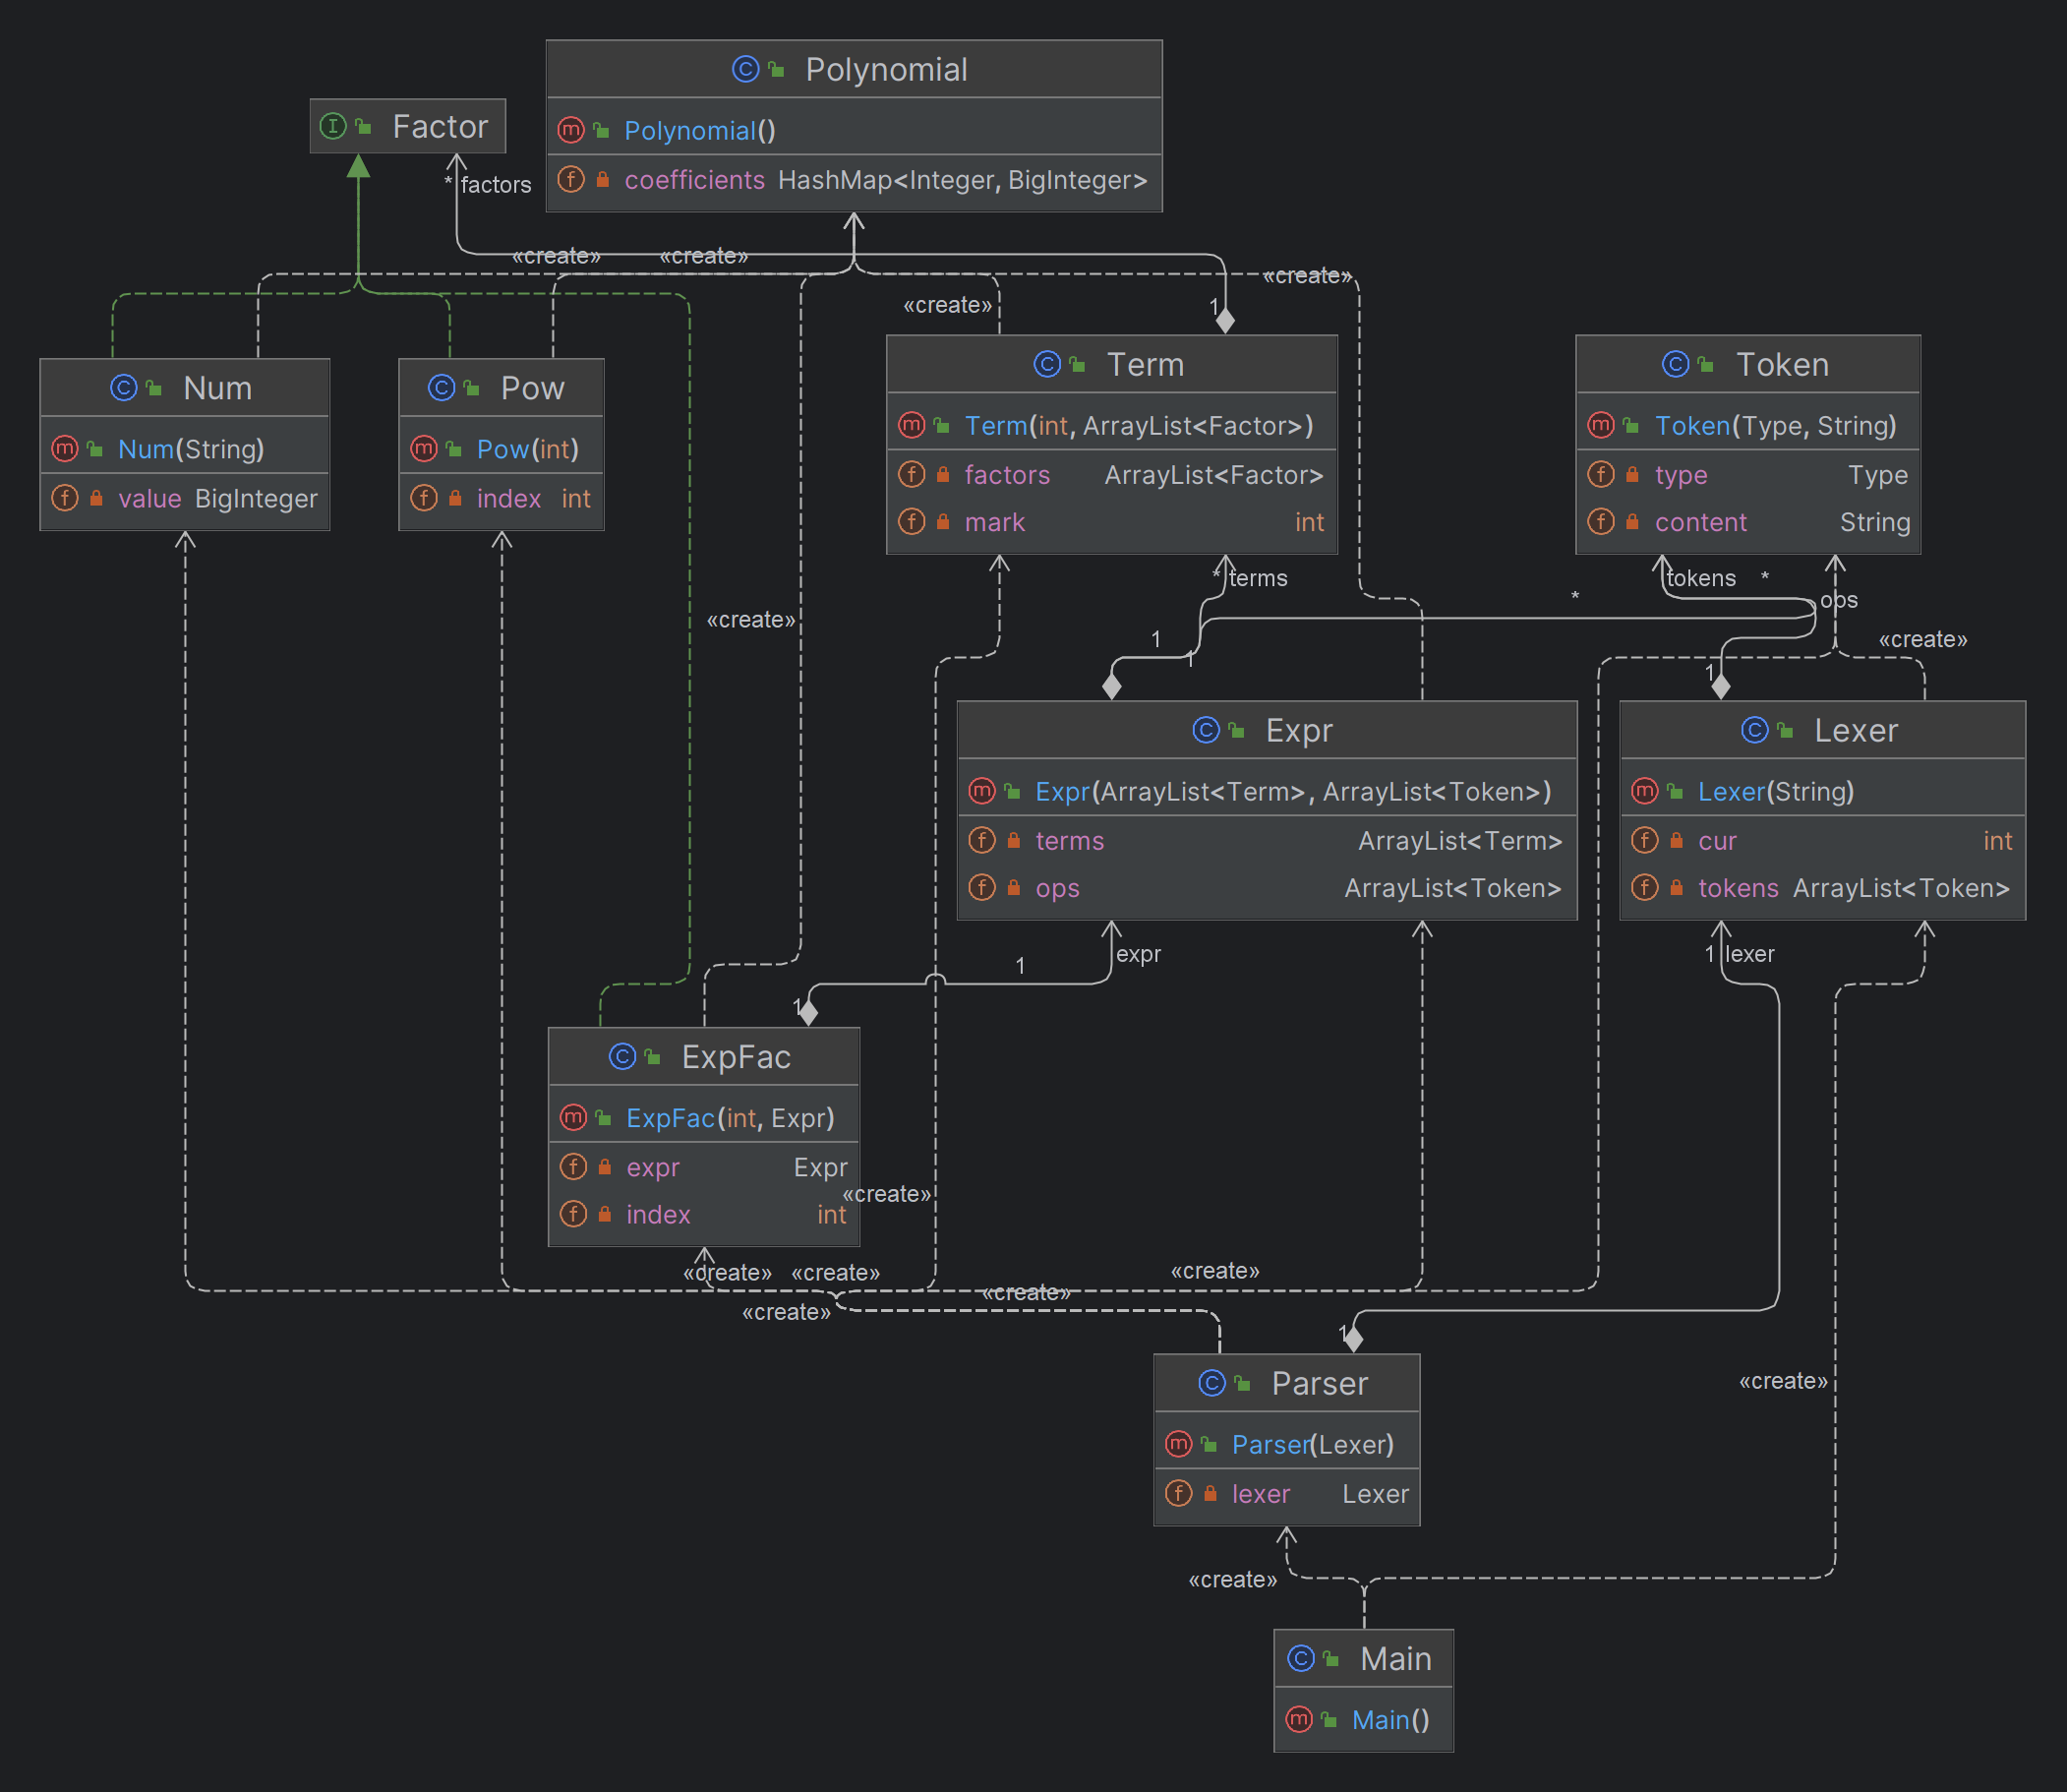 Polynomial
Polynomial()
coefficients HashMap<Integer, BigInteger>
I Factor
* factors
«create» «create»
«create»
«create»
1
C Num
m Num(String)
f value BigInteger
C Pow
m Pow(int)
f index int
C Term
m Term(int, ArrayList<Factor>)
f factors ArrayList<Factor>
f mark int
C Token
m Token(Type, String)
f type Type
f content String
* terms
tokens *
* ops
«create»
1
1
«create»
1
C Expr
m Expr(ArrayList<Term>, ArrayList<Token>)
f terms ArrayList<Term>
f ops ArrayList<Token>
C Lexer
m Lexer(String)
f cur int
f tokens ArrayList<Token>
1 expr
1 lexer
1
C ExpFac
m ExpFac(int, Expr)
f expr Expr
f index int
«create»
«create» «create» «create»
«create» «create»
1
C Parser
m Parser(Lexer)
f lexer Lexer
«create»
«create»
C Main
m Main()